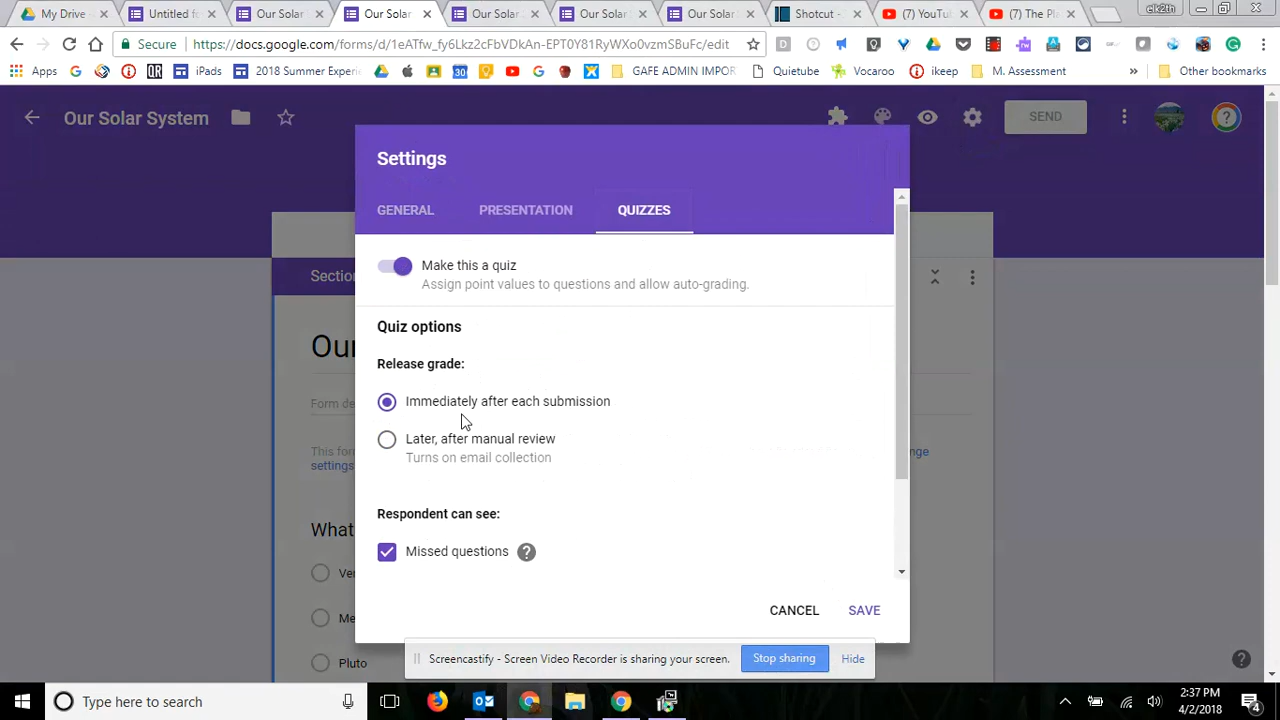 My Drive
Untitled fo
Our Solar
Our Solar
Our Solar
Our Sola
Our Solar
Shotcut -
(7) YouTu
(7) The Pl
elk2th
Secure
https://docs.google.com/forms/d/1eATfw_fy6Lkz2cFbVDkAn-EPT0Y81RyWXo0vzmSBuFc/edit
Apps
iPads
2018 Summer Experie
GAFE ADMIN IMPOR
Quietube
Vocaroo
ikeep
M. Assessment
Other bookmarks
Our Solar System
SEND
Settings
GENERAL
PRESENTATION
QUIZZES
Make this a quiz
Assign point values to questions and allow auto-grading.
Section
Quiz options
Our
Release grade:
Immediately after each submission
Form de
Later, after manual review
Turns on email collection
This for
nge
settings
Respondent can see:
What
Missed questions
Ve
Me
CANCEL
SAVE
Pluto
Screencastify - Screen Video Recorder is sharing your screen.
Stop sharing
Hide
Type here to search
2:37 PM
4/2/2018
4